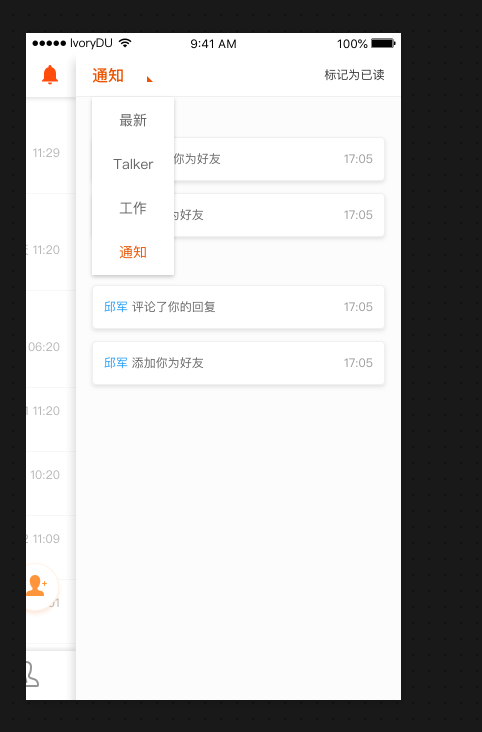 ●●●●● IvoryDU 9:41 AM 100%
通知 标记为已读
最新
Talker
工作
通知
你为好友 17:05
为好友 17:05
邱军 评论了你的回复 17:05
邱军 添加你为好友 17:05
11:29
11:20
06:20
11:20
10:20
11:09